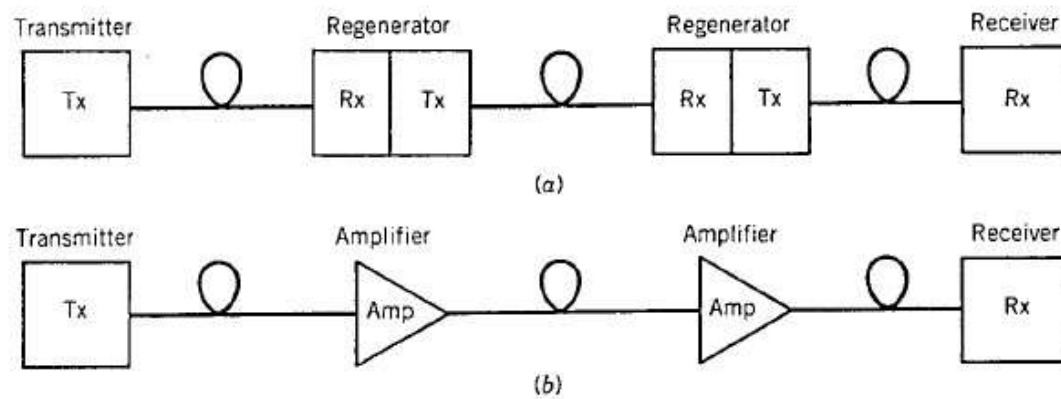 Transmitter Regenerator Regenerator Receiver
Tx Rx Tx Rx Tx Rx
(a)
Transmitter Amplifier Amplifier Receiver
Tx Amp Amp Rx
(b)